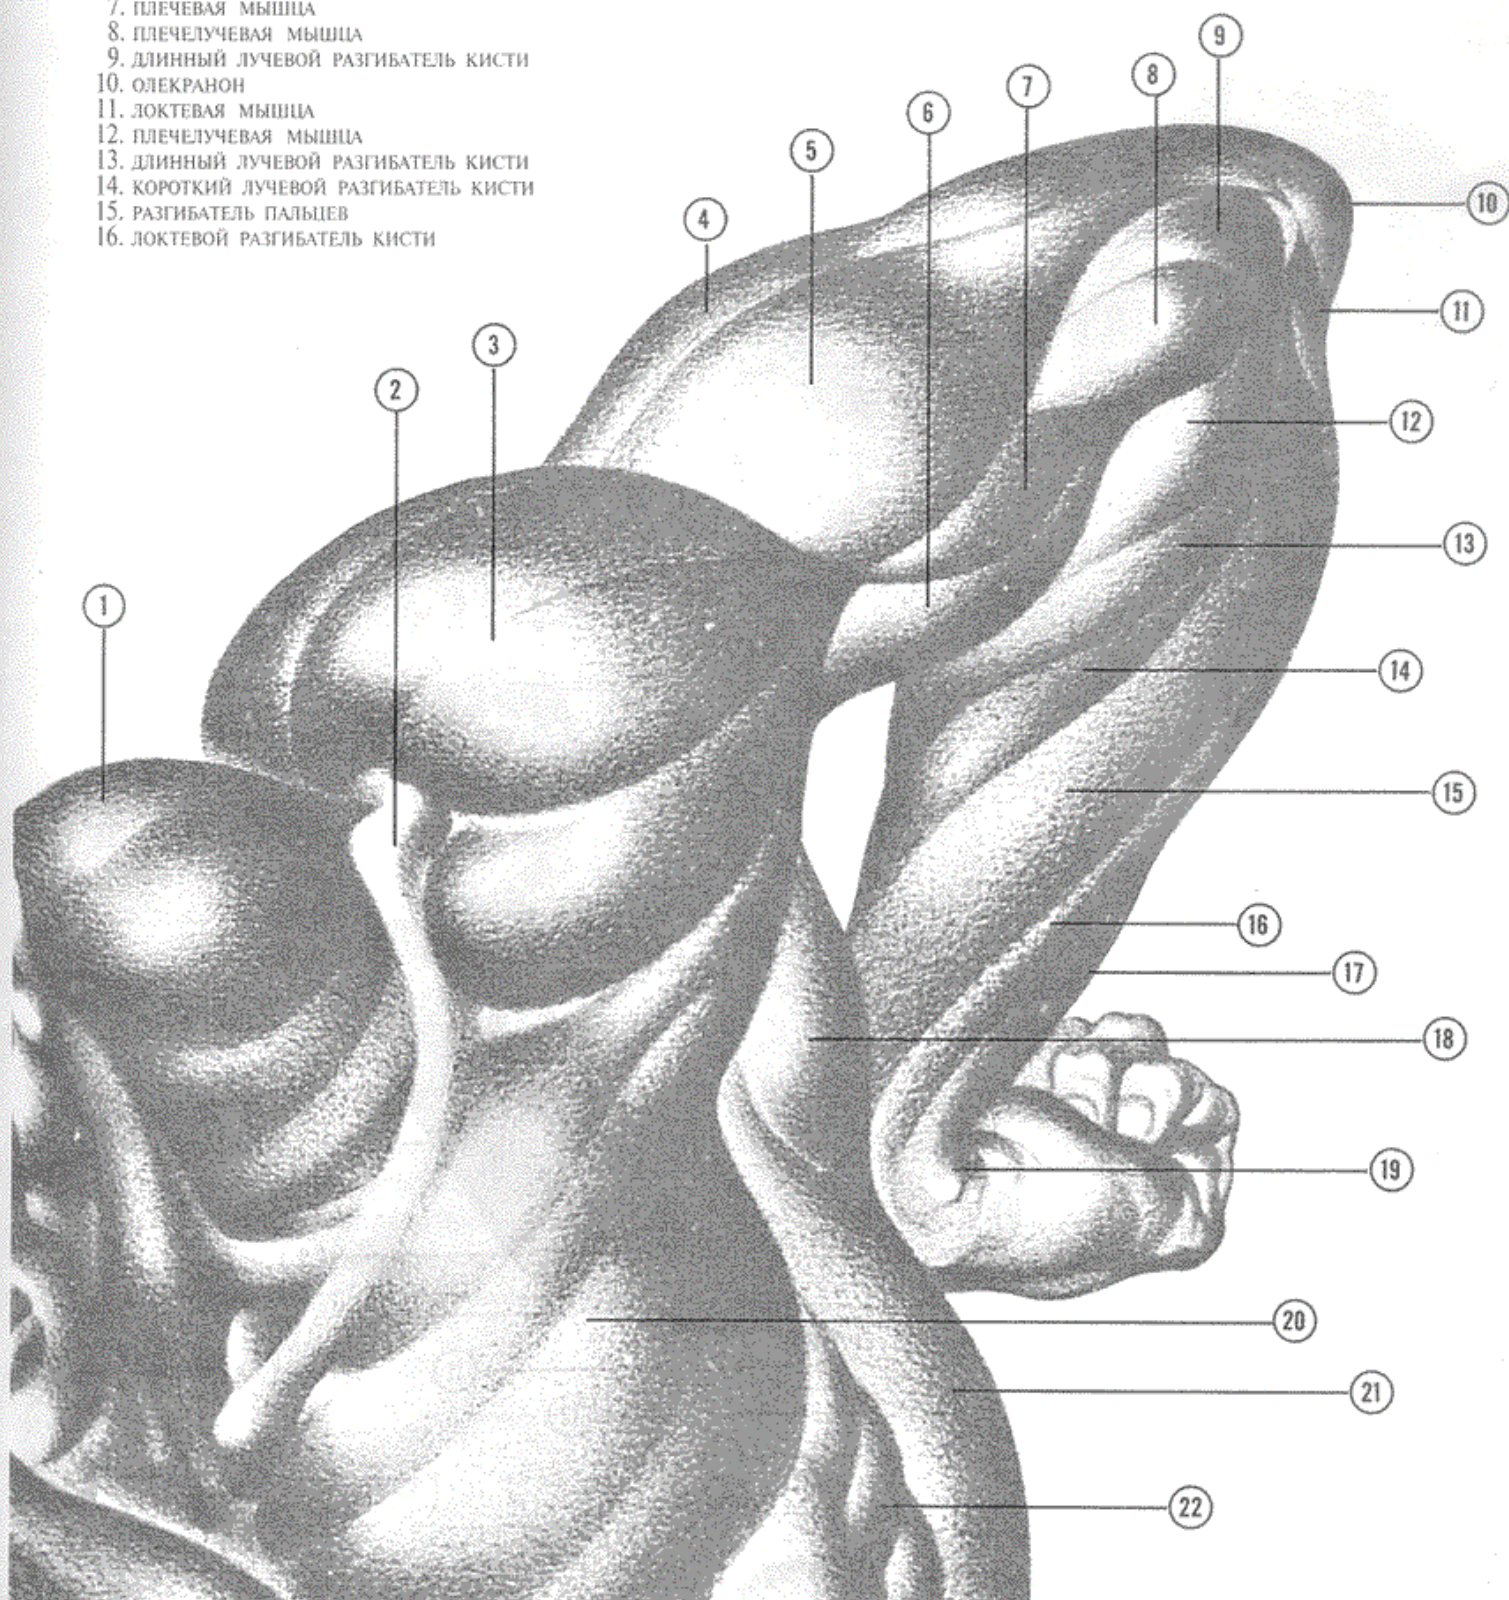 7. ПЛЕЧЕВАЯ МЫШЦА
8. ПЛЕЧЕЛУЧЕВАЯ МЫШЦА
9. ДЛИННЫЙ ЛУЧЕВОЙ РАЗГИБАТЕЛЬ КИСТИ
10. ОЛЕКРАНОН
11. ЛОКТЕВАЯ МЫШЦА
12. ПЛЕЧЕЛУЧЕВАЯ МЫШЦА
13. ДЛИННЫЙ ЛУЧЕВОЙ РАЗГИБАТЕЛЬ КИСТИ
14. КОРОТКИЙ ЛУЧЕВОЙ РАЗГИБАТЕЛЬ КИСТИ
15. РАЗГИБАТЕЛЬ ПАЛЬЦЕВ
16. ЛОКТЕВОЙ РАЗГИБАТЕЛЬ КИСТИ
9
8
7
6
5
10
4
11
3
2
12
13
1
14
15
16
17
18
19
20
21
22